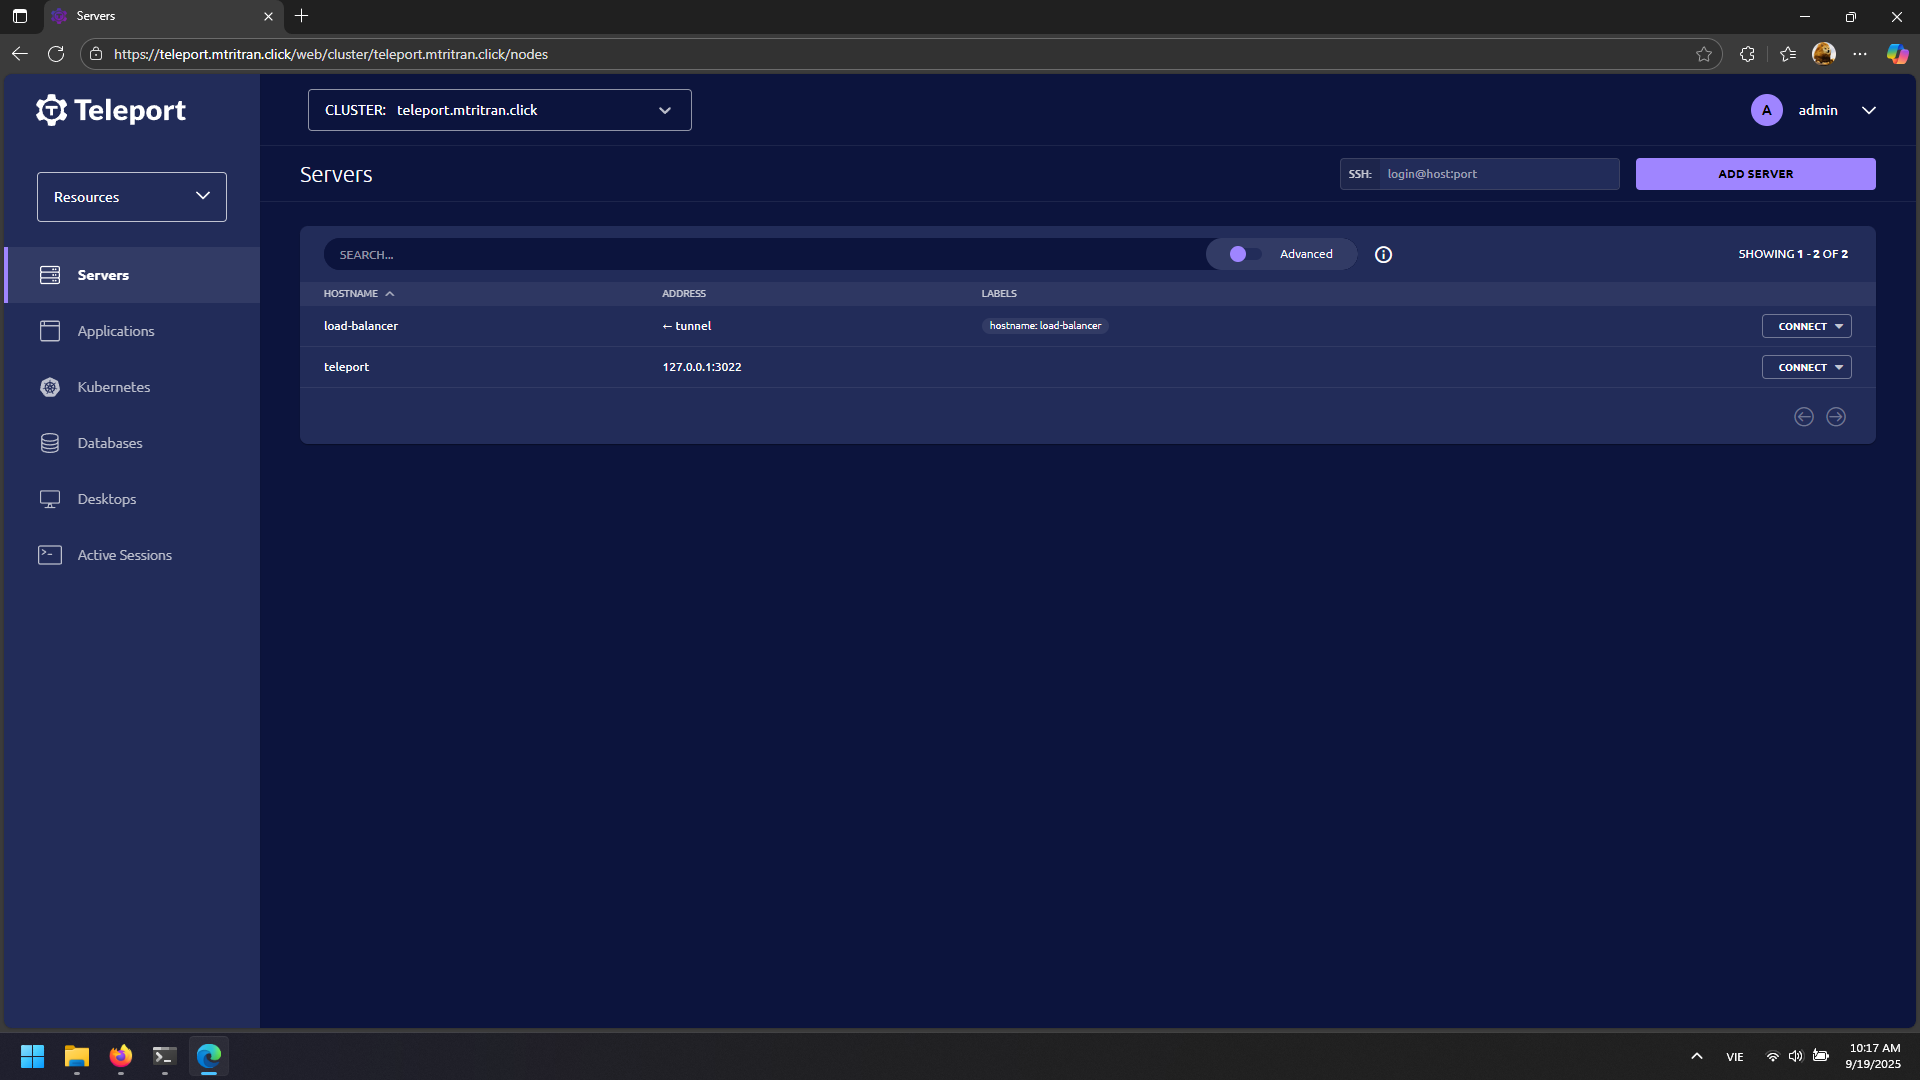 Servers
https://teleport.mtritran.click/web/cluster/teleport.mtritran.click/nodes
Teleport
CLUSTER: teleport.mtritran.click
A admin
Resources
Servers
SSH: login@host:port
ADD SERVER
SEARCH...
Advanced
SHOWING 1 - 2 OF 2
HOSTNAME ADDRESS LABELS
load-balancer ← tunnel hostname: load-balancer CONNECT
teleport 127.0.0.1:3022 CONNECT
Servers
Applications
Kubernetes
Databases
Desktops
Active Sessions
VIE
10:17 AM
9/19/2025